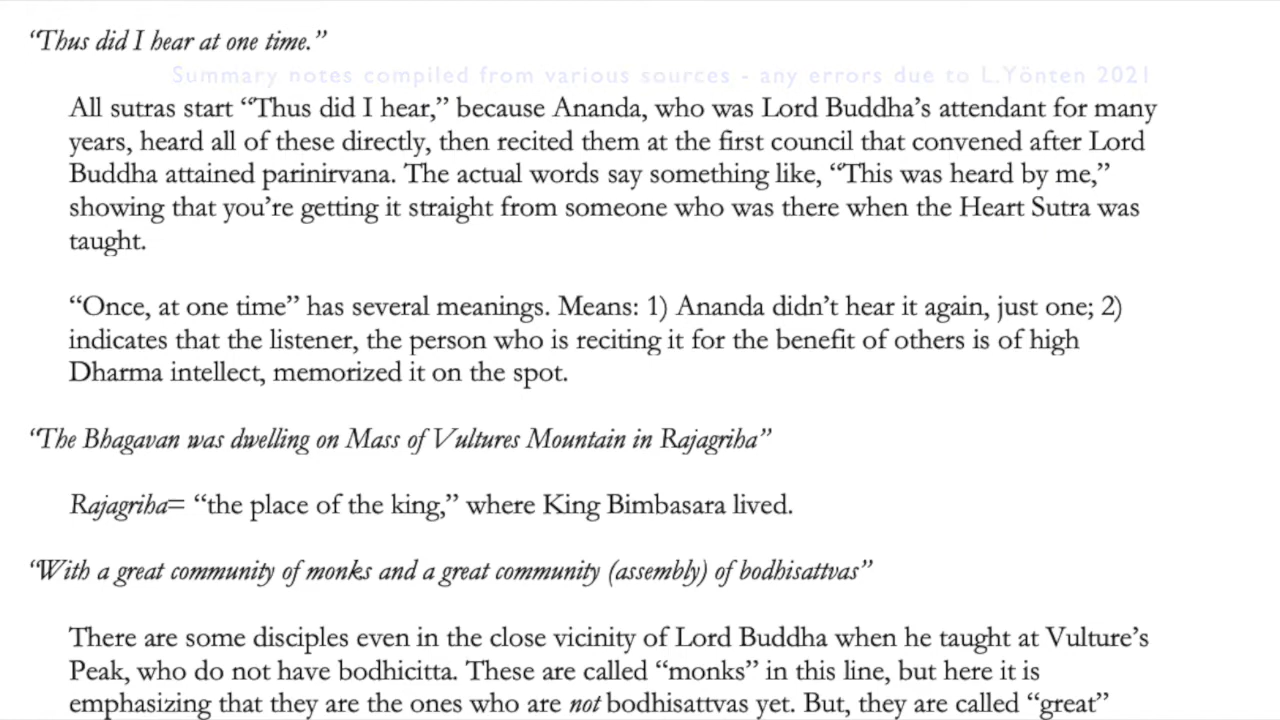 “Thus did I hear at one time.”
Summary notes compiled from various sources - any errors due to L.Yönten 2021
All sutras start “Thus did I hear,” because Ananda, who was Lord Buddha’s attendant for many
years, heard all of these directly, then recited them at the first council that convened after Lord
Buddha attained parinirvana. The actual words say something like, “This was heard by me,”
showing that you’re getting it straight from someone who was there when the Heart Sutra was
taught.
“Once, at one time” has several meanings. Means: 1) Ananda didn’t hear it again, just one; 2)
indicates that the listener, the person who is reciting it for the benefit of others is of high
Dharma intellect, memorized it on the spot.
“The Bhagavan was dwelling on Mass of Vultures Mountain in Rajagriha”
Rajagriha= “the place of the king,” where King Bimbasara lived.
“With a great community of monks and a great community (assembly) of bodhisattvas”
There are some disciples even in the close vicinity of Lord Buddha when he taught at Vulture’s
Peak, who do not have bodhicitta. These are called “monks” in this line, but here it is
emphasizing that they are the ones who are not bodhisattvas yet. But, they are called “great”